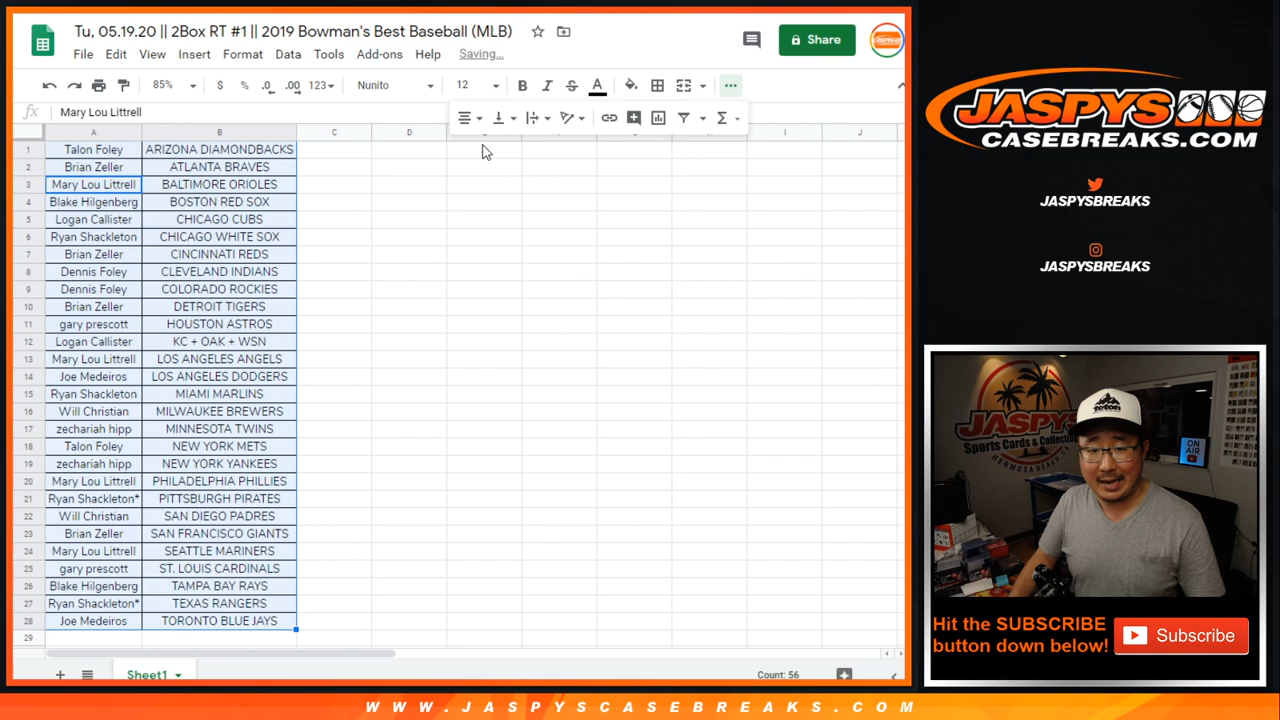 Tu, 05.19.20 || 2Box RT #1 || 2019 Bowman's Best Baseball (MLB)
File Edit View Insert Format Data Tools Add-ons Help Saving...
Share
85% $ % .0 .00 123 Nunito 12 B I S A
fx Mary Lou Littrell
A B C D H I J
1 Talon Foley ARIZONA DIAMONDBACKS
2 Brian Zeller ATLANTA BRAVES
3 Mary Lou Littrell BALTIMORE ORIOLES
4 Blake Hilgenberg BOSTON RED SOX
5 Logan Callister CHICAGO CUBS
6 Ryan Shackleton CHICAGO WHITE SOX
7 Brian Zeller CINCINNATI REDS
8 Dennis Foley CLEVELAND INDIANS
9 Dennis Foley COLORADO ROCKIES
10 Brian Zeller DETROIT TIGERS
11 gary prescott HOUSTON ASTROS
12 Logan Callister KC + OAK + WSN
13 Mary Lou Littrell LOS ANGELES ANGELS
14 Joe Medeiros LOS ANGELES DODGERS
15 Ryan Shackleton MIAMI MARLINS
16 Will Christian MILWAUKEE BREWERS
17 zechariah hipp MINNESOTA TWINS
18 Talon Foley NEW YORK METS
19 zechariah hipp NEW YORK YANKEES
20 Mary Lou Littrell PHILADELPHIA PHILLIES
21 Ryan Shackleton* PITTSBURGH PIRATES
22 Will Christian SAN DIEGO PADRES
23 Brian Zeller SAN FRANCISCO GIANTS
24 Mary Lou Littrell SEATTLE MARINERS
25 gary prescott ST. LOUIS CARDINALS
26 Blake Hilgenberg TAMPA BAY RAYS
27 Ryan Shackleton* TEXAS RANGERS
28 Joe Medeiros TORONTO BLUE JAYS
29
Sheet1
Count: 56
JASPYS
CASEBREAKS.COM
JASPYSBREAKS
JASPYSBREAKS
JASPYS
Sports Cards & Collectibles
HERMOSA BEACH
TETON
ON AIR
Hit the SUBSCRIBE
button down below!
Subscribe
WWW.JASPYSCASEBREAKS.COM